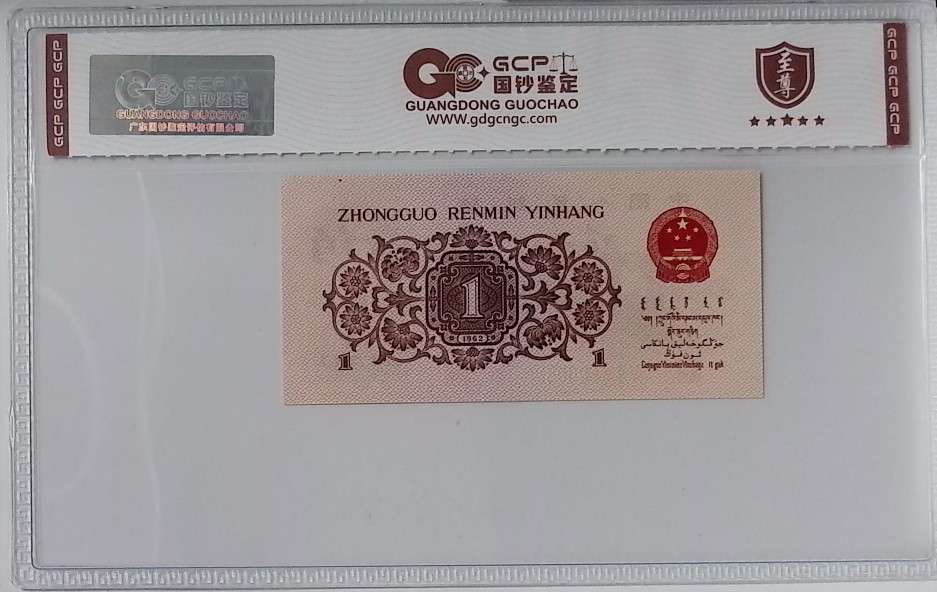 GCP GCP GCP
GCP
国钞鉴定
GUANGDONG GUOCHAO
广东国钞鉴定评估有限公司
GCP
国钞鉴定
GUANGDONG GUOCHAO
www.gdgcngc.com
至尊
GCP GCP GCP
ZHONGGUO RENMIN YINHANG
1
(1962)
1
1